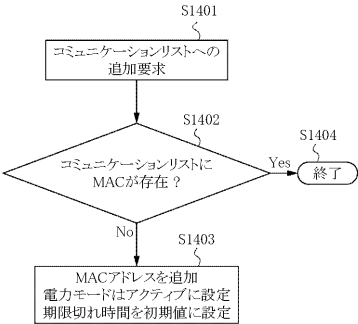 S1401
コミュニケーションリストへの
追加要求
S1402
コミュニケーションリストに
MACが存在?
Yes
S1404
終了
No
S1403
MACアドレスを追加
電力モードはアクティブに設定
期限切れ時間を初期値に設定